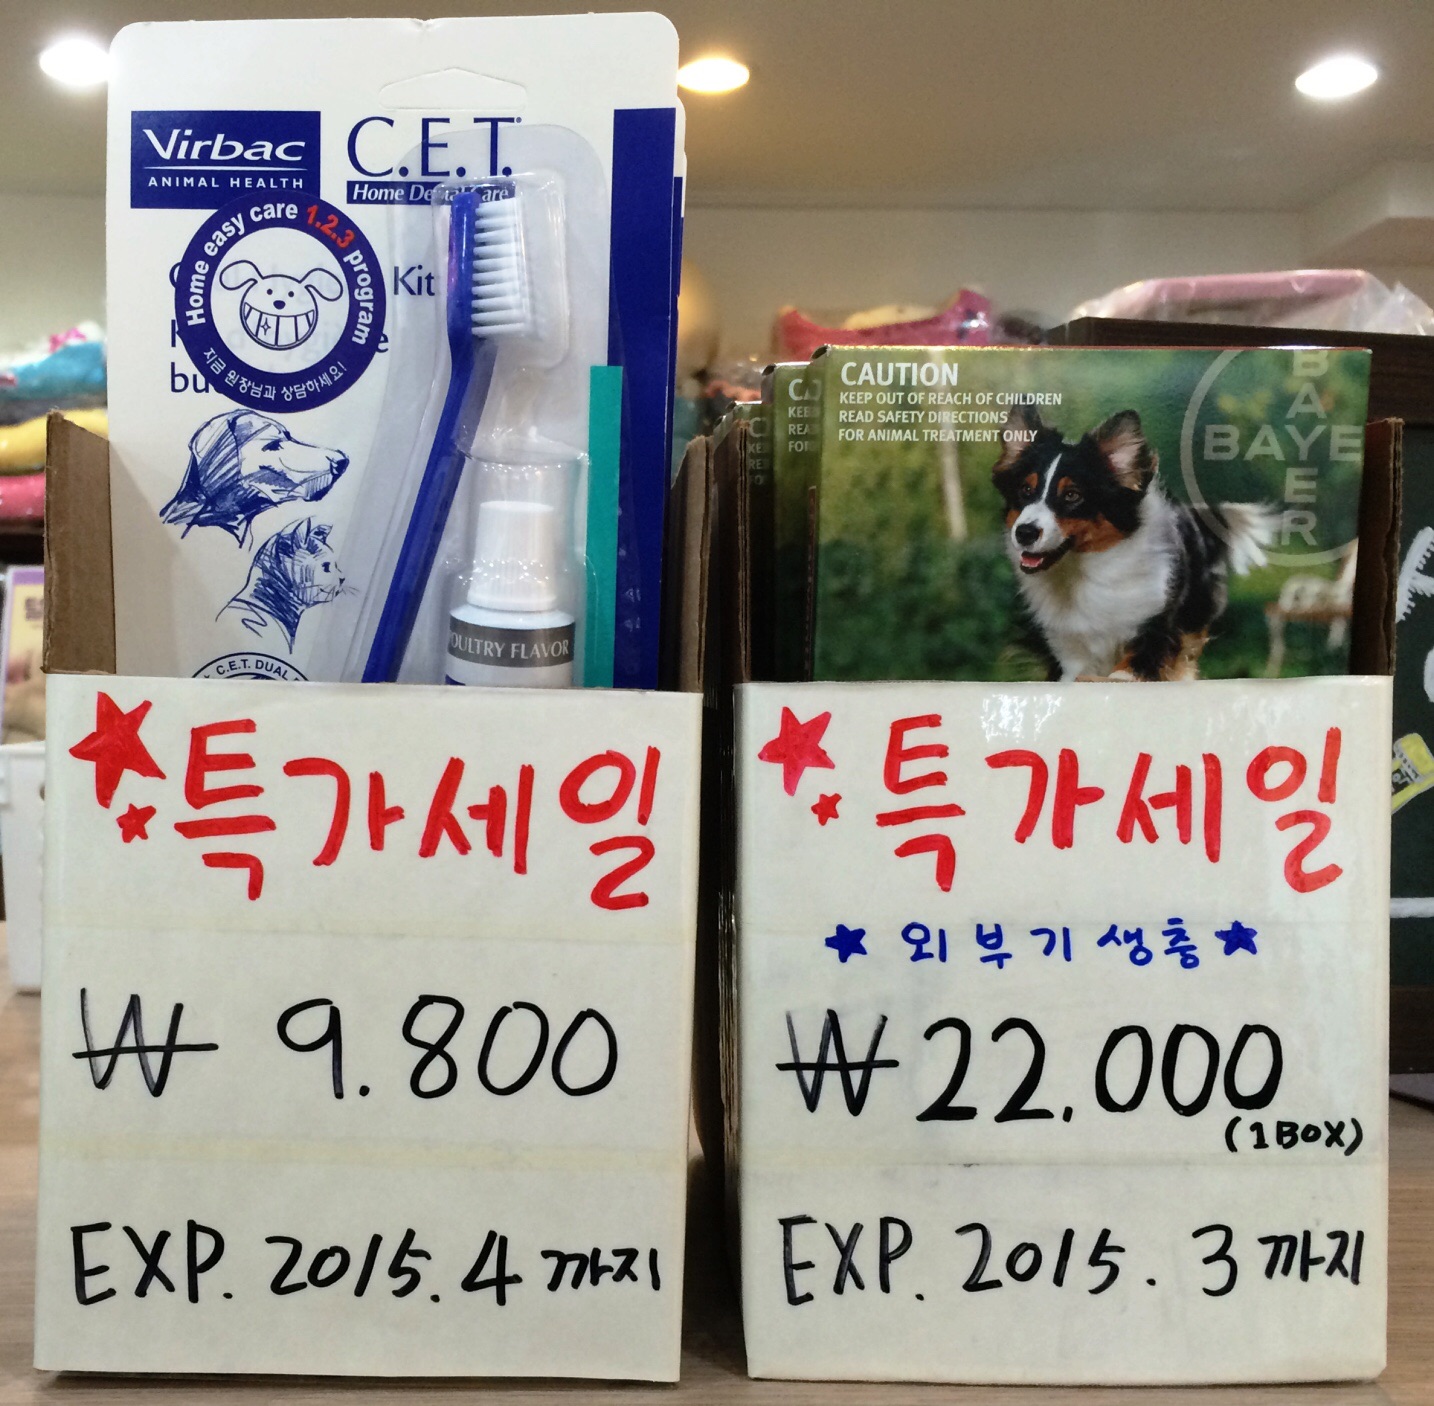 Virbac
ANIMAL HEALTH
C.E.T.
Home Dental Care
Home easy care 1.2.3 program
지금 원장님과 상담하세요!
Kit
POULTRY FLAVOR
C.E.T. DUAL
★ 특가세일
₩ 9.800
EXP. 2015.4 까지
CAUTION
KEEP OUT OF REACH OF CHILDREN
READ SAFETY DIRECTIONS
FOR ANIMAL TREATMENT ONLY
BAYER
BAYER
★ 특가세일
★ 외부기생충 ★
₩ 22.000
(1BOX)
EXP. 2015. 3 까지